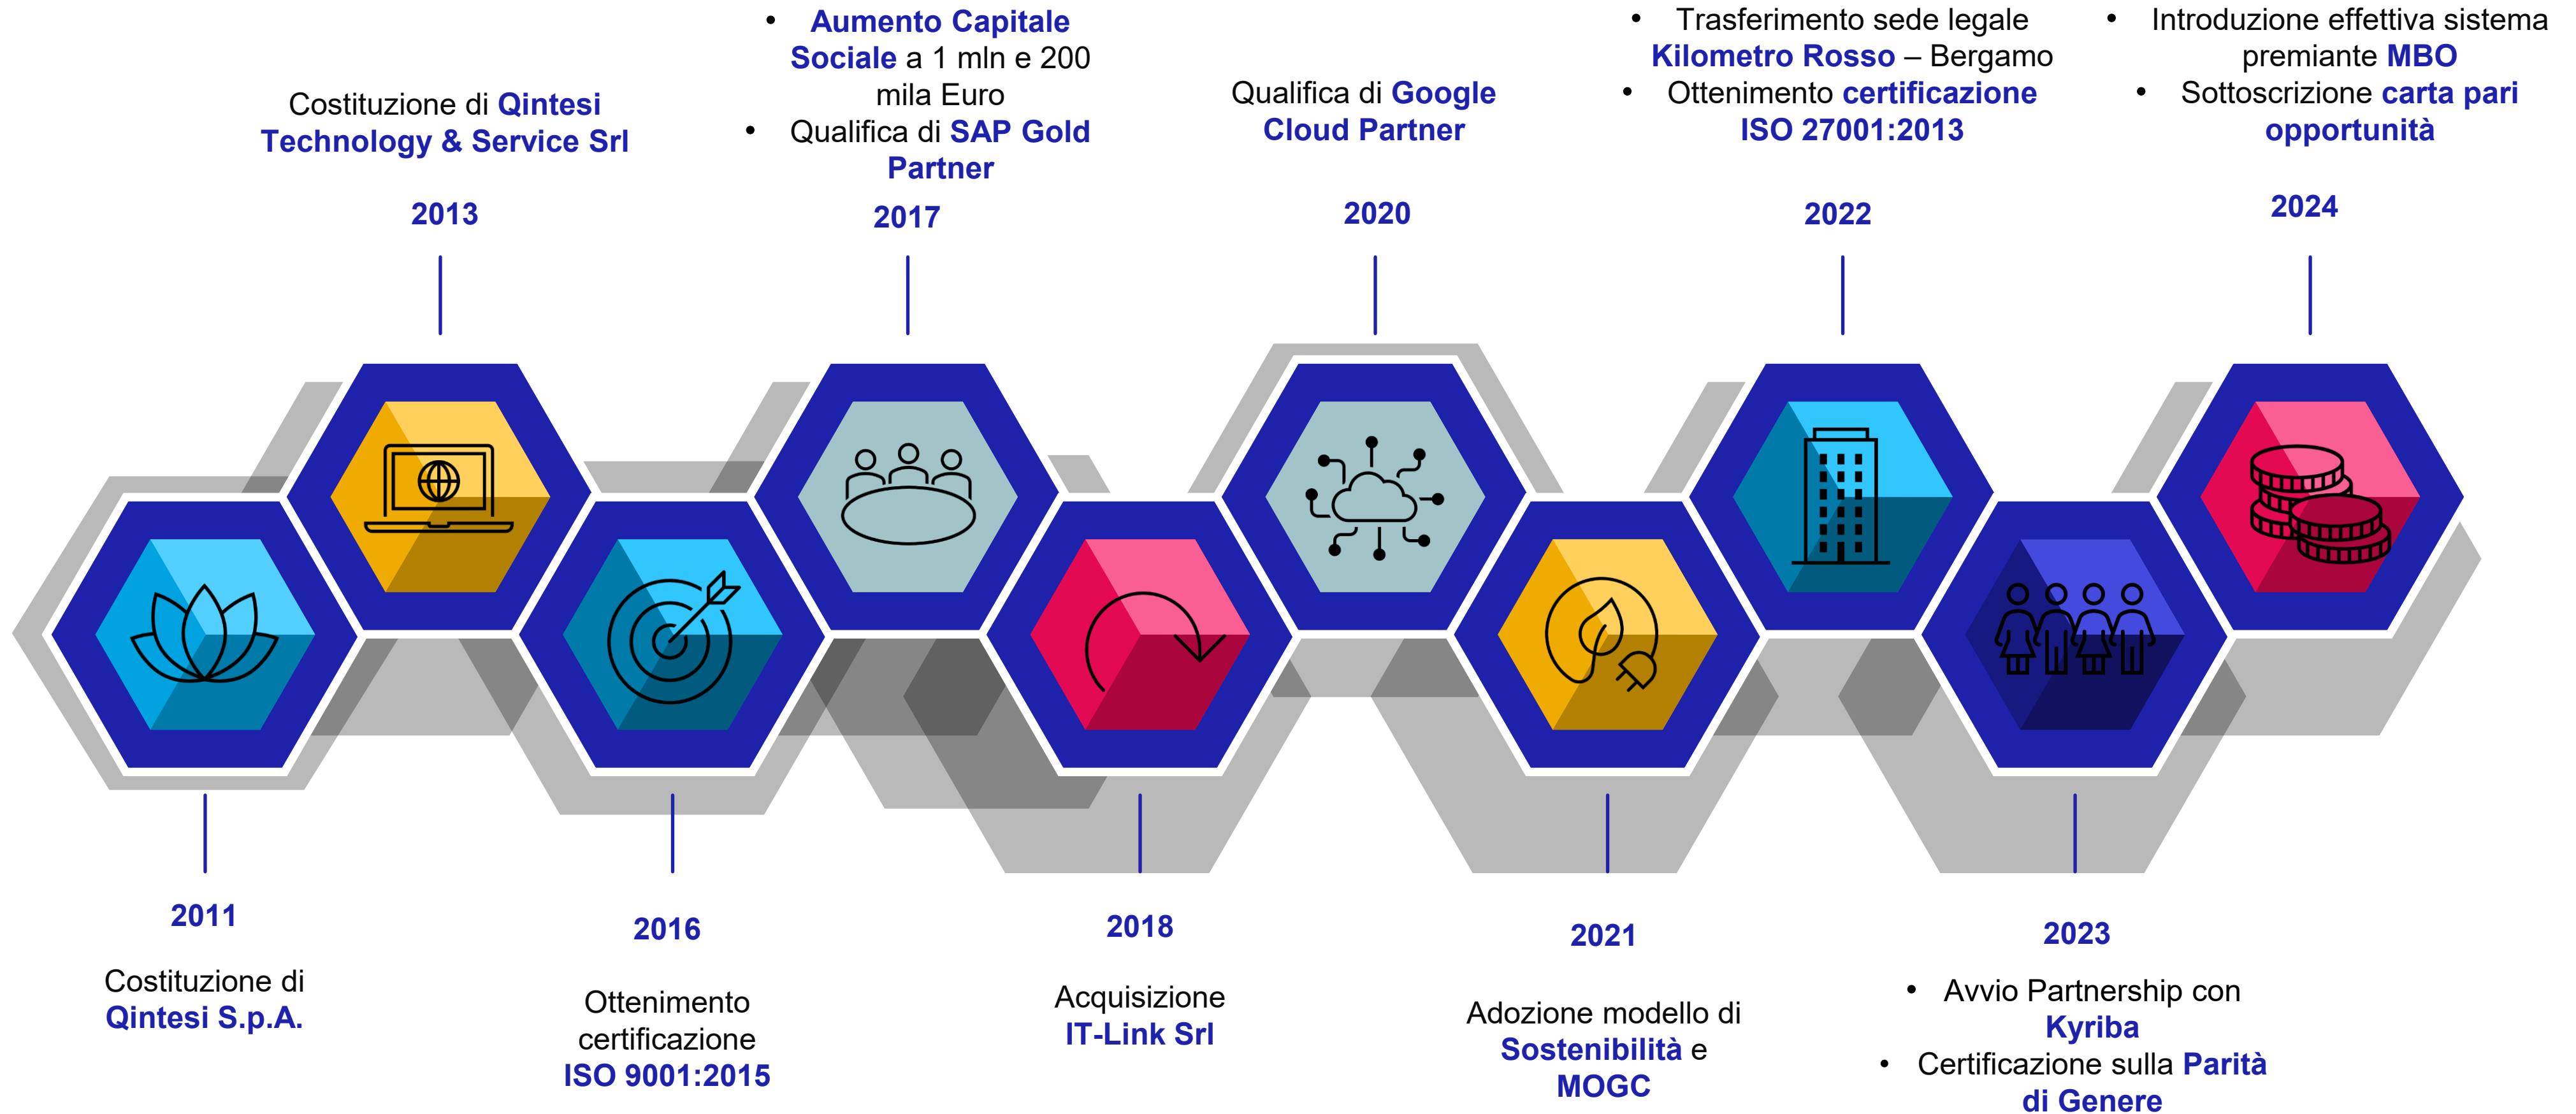 Costituzione di Qintesi
Technology & Service Srl
2013
• Aumento Capitale
Sociale a 1 mln e 200
mila Euro
• Qualifica di SAP Gold
Partner
2017
Qualifica di Google
Cloud Partner
2020
• Trasferimento sede legale
Kilometro Rosso – Bergamo
• Ottenimento certificazione
ISO 27001:2013
2022
• Introduzione effettiva sistema
premiante MBO
• Sottoscrizione carta pari
opportunità
2024
2011
Costituzione di
Qintesi S.p.A.
2016
Ottenimento
certificazione
ISO 9001:2015
2018
Acquisizione
IT-Link Srl
2021
Adozione modello di
Sostenibilità e
MOGC
2023
• Avvio Partnership con
Kyriba
• Certificazione sulla Parità
di Genere